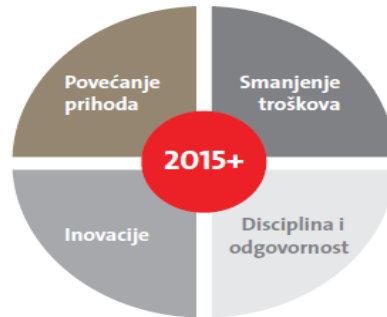 Povećanje
prihoda
Smanjenje
troškova
2015+
Inovacije
Disciplina i
odgovornost